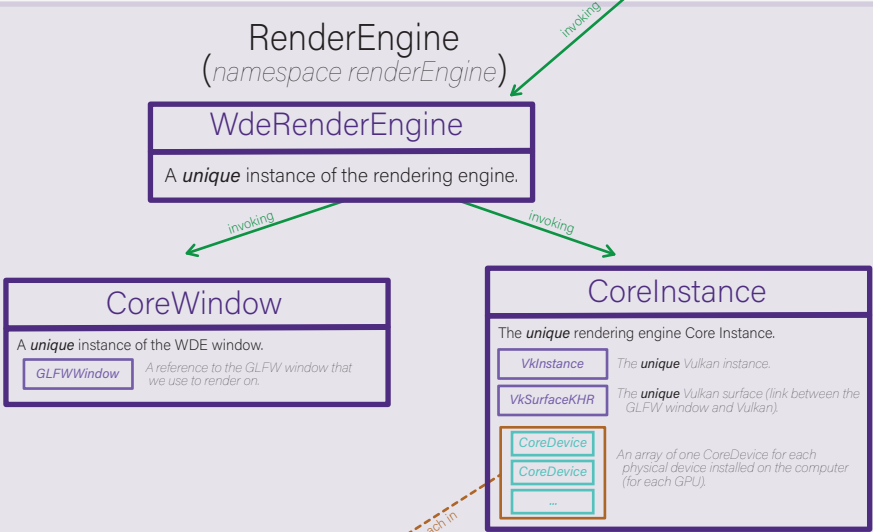 invoking
RenderEngine
(namespace renderEngine)
WdeRenderEngine
A unique instance of the rendering engine.
invoking
invoking
CoreWindow
A unique instance of the WDE window.
GLFWWindow
A reference to the GLFW window that
we use to render on.
CoreInstance
The unique rendering engine Core Instance.
VkInstance
The unique Vulkan instance.
VkSurfaceKHR
The unique Vulkan surface (link between the
GLFW window and Vulkan).
CoreDevice
CoreDevice
...
An array of one CoreDevice for each
physical device installed on the computer
(for each GPU).
in